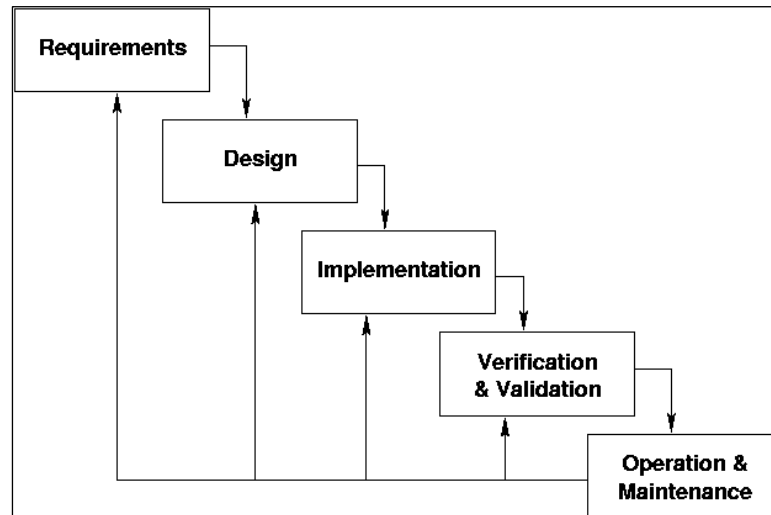 Requirements
Design
Implementation
Verification
& Validation
Operation &
Maintenance